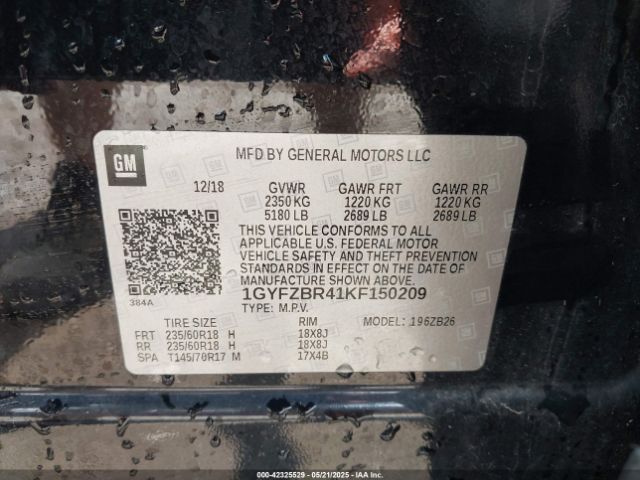 GM
MFD BY GENERAL MOTORS LLC
12/18 GVWR GAWR FRT GAWR RR
2350 KG 1220 KG 1220 KG
5180 LB 2689 LB 2689 LB
THIS VEHICLE CONFORMS TO ALL
APPLICABLE U.S. FEDERAL MOTOR
VEHICLE SAFETY AND THEFT PREVENTION
STANDARDS IN EFFECT ON THE DATE OF
MANUFACTURE SHOWN ABOVE.
1GYFZBR41KF150209
384A
TYPE: M.P.V.
TIRE SIZE RIM MODEL: 196ZB26
FRT 235/60R18 H 18X8J
RR 235/60R18 H 18X8J
SPA T145/70R17 M 17X4B
000-42325529 - 05/21/2025 - IAAI.COM